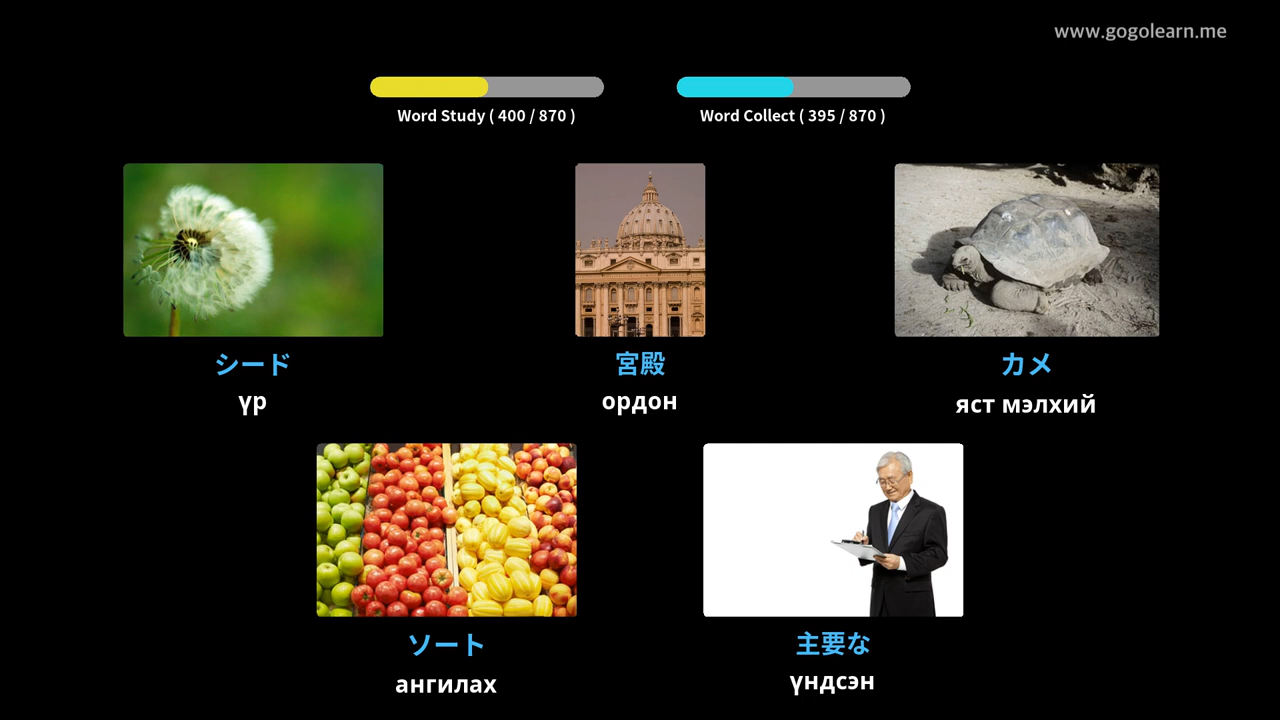 www.gogolearn.me
Word Study ( 400 / 870 )
Word Collect ( 395 / 870 )
シード
үр
宮殿
ордон
カメ
яст мэлхий
ソート
ангилах
主要な
үндсэн